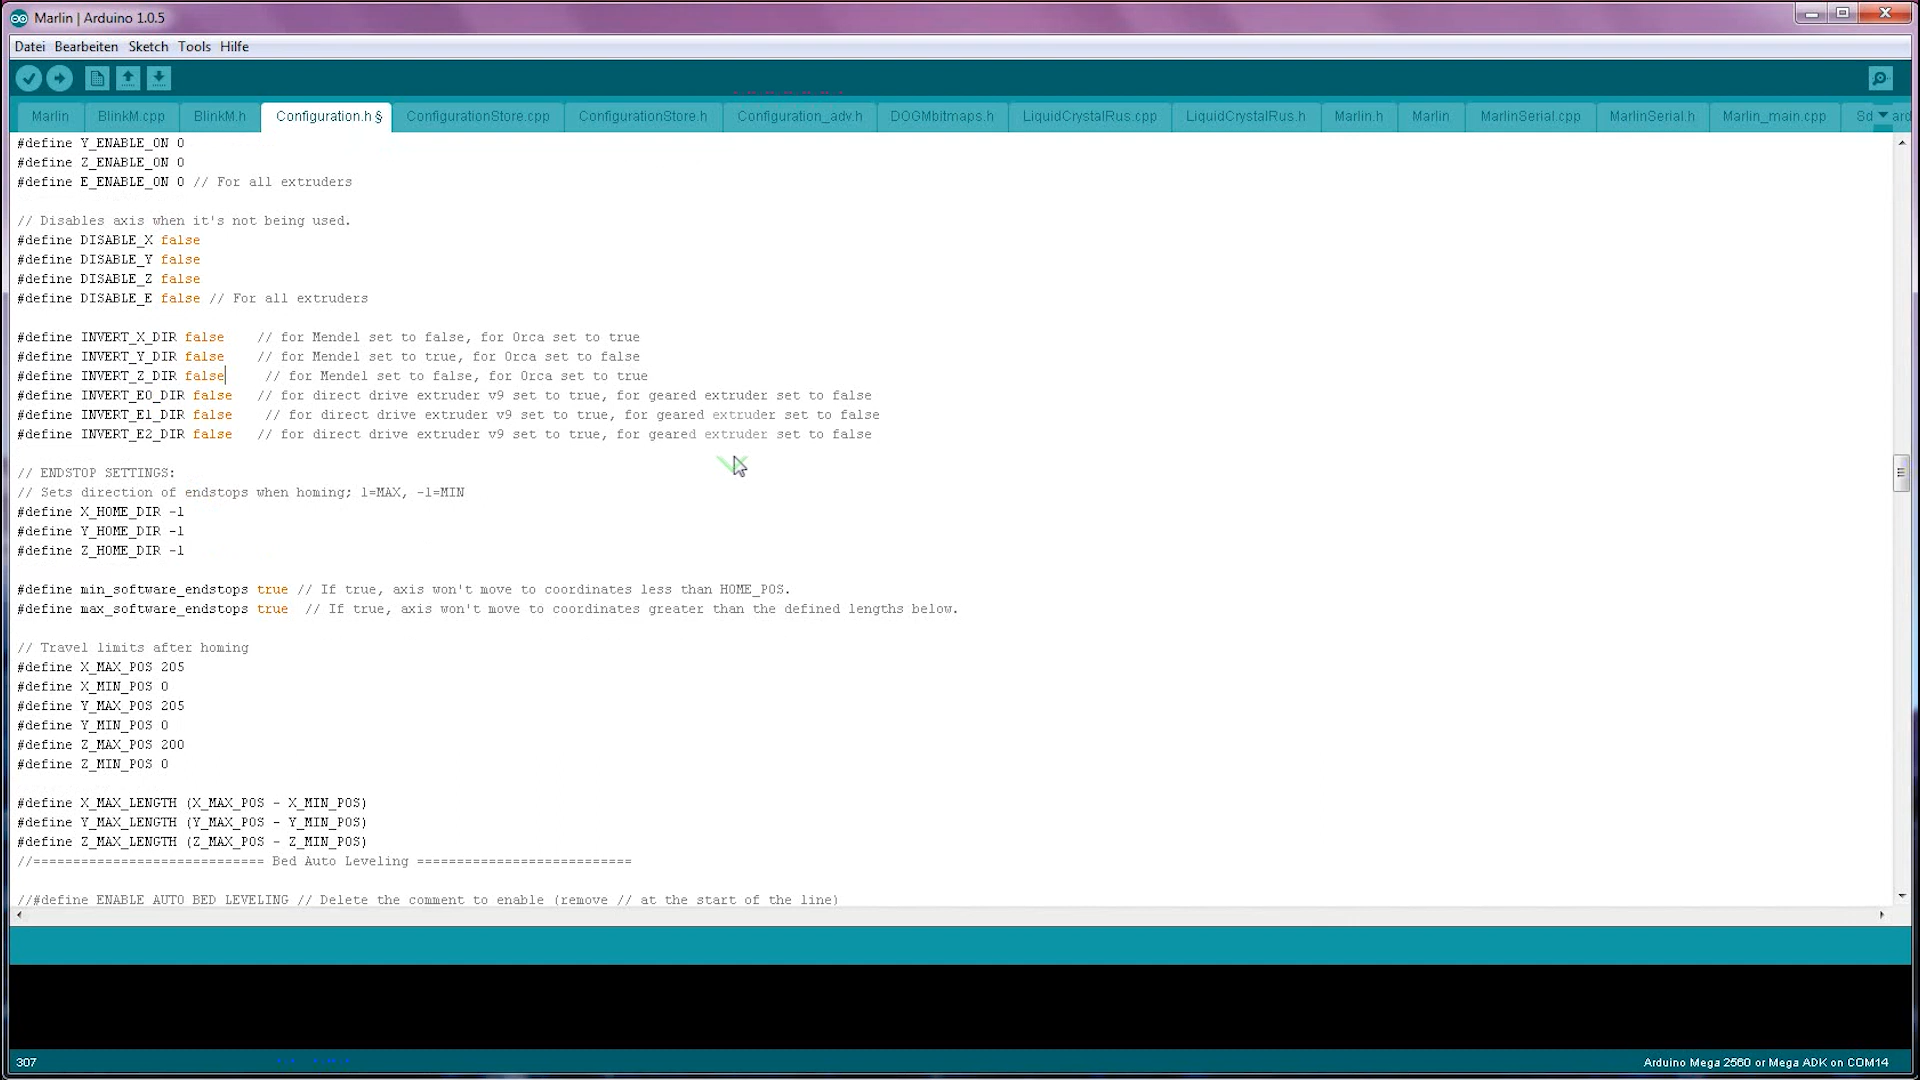 Marlin | Arduino 1.0.5
Datei Bearbeiten Sketch Tools Hilfe
Marlin BlinkM.cpp BlinkM.h Configuration.h § ConfigurationStore.cpp ConfigurationStore.h Configuration_adv.h DOGMbitmaps.h LiquidCrystalRus.cpp LiquidCrystalRus.h Marlin.h Marlin MarlinSerial.cpp MarlinSerial.h Marlin_main.cpp Sd ard
#define Y_ENABLE_ON 0
#define Z_ENABLE_ON 0
#define E_ENABLE_ON 0 // For all extruders
// Disables axis when it's not being used.
#define DISABLE_X false
#define DISABLE_Y false
#define DISABLE_Z false
#define DISABLE_E false // For all extruders
#define INVERT_X_DIR false    // for Mendel set to false, for Orca set to true
#define INVERT_Y_DIR false    // for Mendel set to true, for Orca set to false
#define INVERT_Z_DIR false     // for Mendel set to false, for Orca set to true
#define INVERT_E0_DIR false   // for direct drive extruder v9 set to true, for geared extruder set to false
#define INVERT_E1_DIR false    // for direct drive extruder v9 set to true, for geared extruder set to false
#define INVERT_E2_DIR false   // for direct drive extruder v9 set to true, for geared extruder set to false
// ENDSTOP SETTINGS:
// Sets direction of endstops when homing; 1=MAX, -1=MIN
#define X_HOME_DIR -1
#define Y_HOME_DIR -1
#define Z_HOME_DIR -1
#define min_software_endstops true // If true, axis won't move to coordinates less than HOME_POS.
#define max_software_endstops true  // If true, axis won't move to coordinates greater than the defined lengths below.
// Travel limits after homing
#define X_MAX_POS 205
#define X_MIN_POS 0
#define Y_MAX_POS 205
#define Y_MIN_POS 0
#define Z_MAX_POS 200
#define Z_MIN_POS 0
#define X_MAX_LENGTH (X_MAX_POS - X_MIN_POS)
#define Y_MAX_LENGTH (Y_MAX_POS - Y_MIN_POS)
#define Z_MAX_LENGTH (Z_MAX_POS - Z_MIN_POS)
//============================= Bed Auto Leveling ===========================
//#define ENABLE_AUTO_BED_LEVELING // Delete the comment to enable (remove // at the start of the line)
307
Arduino Mega 2560 or Mega ADK on COM14